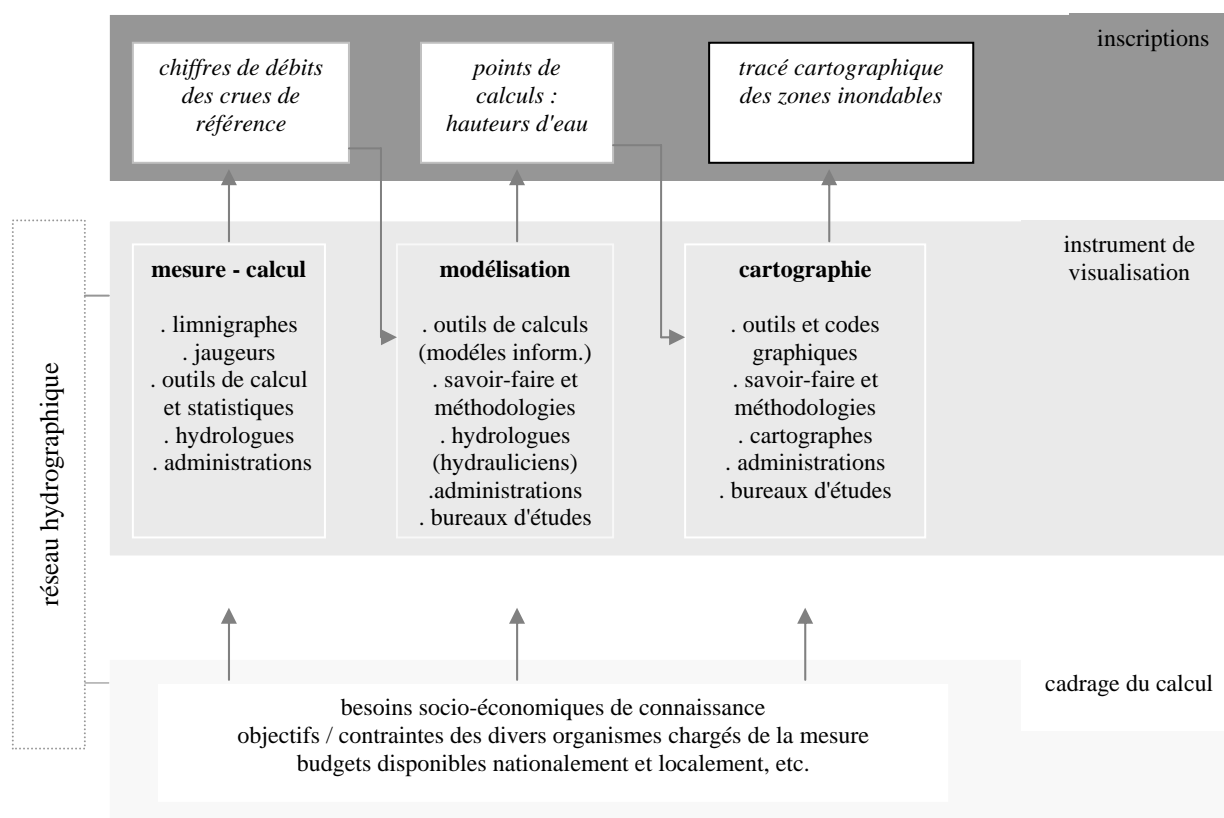 inscriptions
chiffres de débits
des crues de
référence
points de
calculs :
hauteurs d'eau
tracé cartographique
des zones inondables
réseau hydrographique
instrument de
visualisation
mesure - calcul
. limnigraphes
. jaugeurs
. outils de calcul
et statistiques
. hydrologues
. administrations
modélisation
. outils de calculs
(modéles inform.)
. savoir-faire et
méthodologies
. hydrologues
(hydrauliciens)
.administrations
. bureaux d'études
cartographie
. outils et codes
graphiques
. savoir-faire et
méthodologies
. cartographes
. administrations
. bureaux d'études
cadrage du calcul
besoins socio-économiques de connaissance
objectifs / contraintes des divers organismes chargés de la mesure
budgets disponibles nationalement et localement, etc.